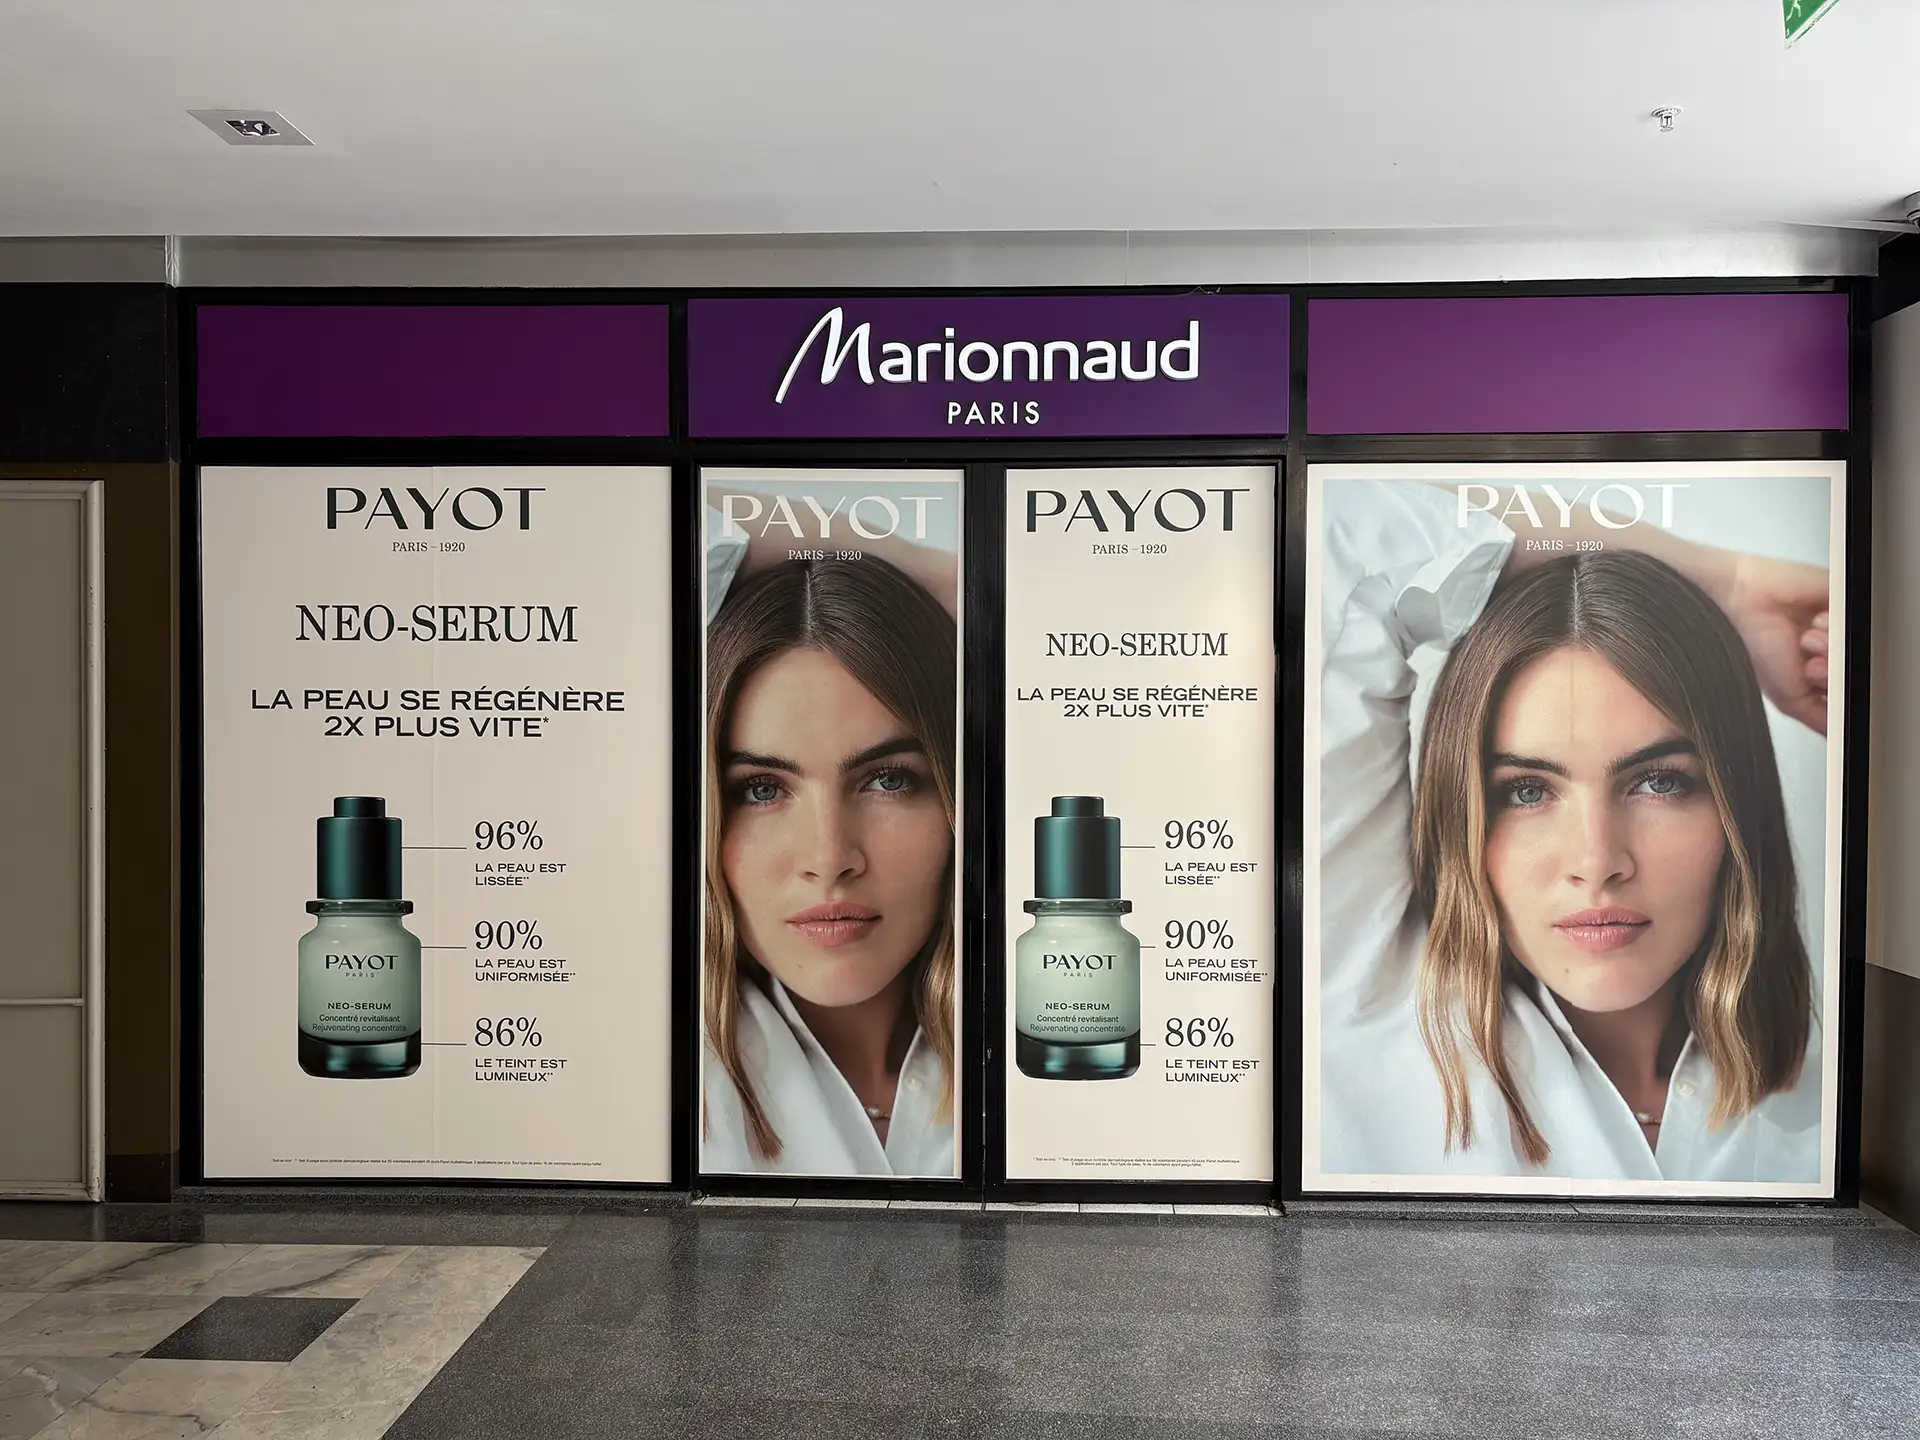 Marionnaud
PARIS
PAYOT
PARIS – 1920
NEO-SERUM
LA PEAU SE RÉGÉNÈRE
2X PLUS VITE*
96%
LA PEAU EST
LISSÉE**
90%
LA PEAU EST
UNIFORMISÉE**
86%
LE TEINT EST
LUMINEUX**
PAYOT
PARIS
NEO-SERUM
Concentré revitalisant
Rejuvenating concentrate
PAYOT
PARIS – 1920
PAYOT
PARIS – 1920
NEO-SERUM
LA PEAU SE RÉGÉNÈRE
2X PLUS VITE*
96%
LA PEAU EST
LISSÉE**
90%
LA PEAU EST
UNIFORMISÉE**
86%
LE TEINT EST
LUMINEUX**
PAYOT
PARIS
NEO-SERUM
Concentré revitalisant
Rejuvenating concentrate
PAYOT
PARIS – 1920